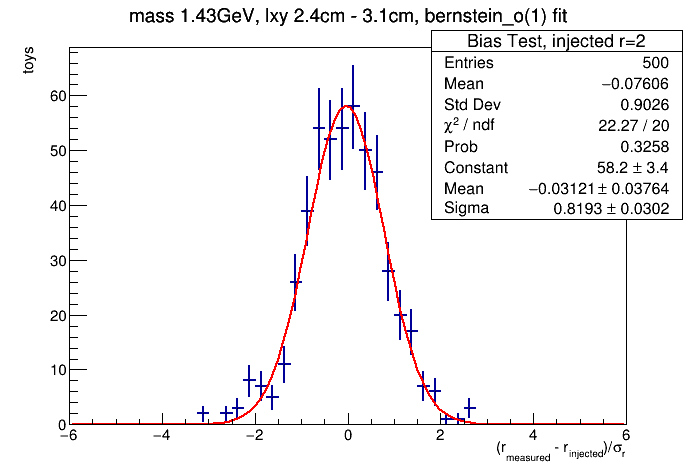 mass 1.43GeV, lxy 2.4cm - 3.1cm, bernstein_o(1) fit
Bias Test, injected r=2
Entries 500
Mean −0.07606
Std Dev 0.9026
χ² / ndf 22.27 / 20
Prob 0.3258
Constant 58.2 ± 3.4
Mean −0.03121 ± 0.03764
Sigma 0.8193 ± 0.0302
toys
60
50
40
30
20
10
0
−6 −4 −2 0 2 4 6
(r_measured - r_injected)/σ_r